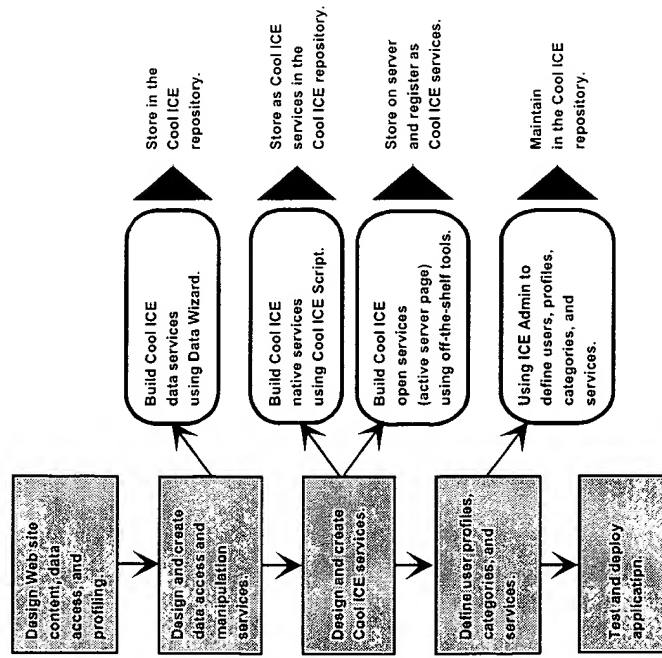 Design Web site
content, data
access, and
profiling.
Design and create
data access and
manipulation
services.
Build Cool ICE
data services
using Data Wizard.
Store in the
Cool ICE
repository.
Design and create
Cool ICE services.
Build Cool ICE
native services
using Cool ICE Script.
Store as Cool ICE
services in the
Cool ICE repository.
Build Cool ICE
open services
(active server page)
using off-the-shelf tools.
Store on server
and register as
Cool ICE services.
Define user profiles,
categories, and
services.
Using ICE Admin to
define users, profiles,
categories, and
services.
Maintain
in the Cool ICE
repository.
Test and deploy
application.